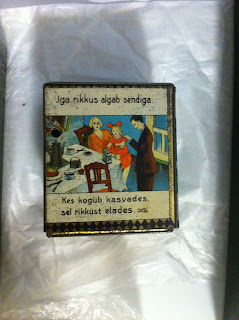 Iga rikkus algab sendiga.
Kes kogub kasvades,
sel rikkust elades.